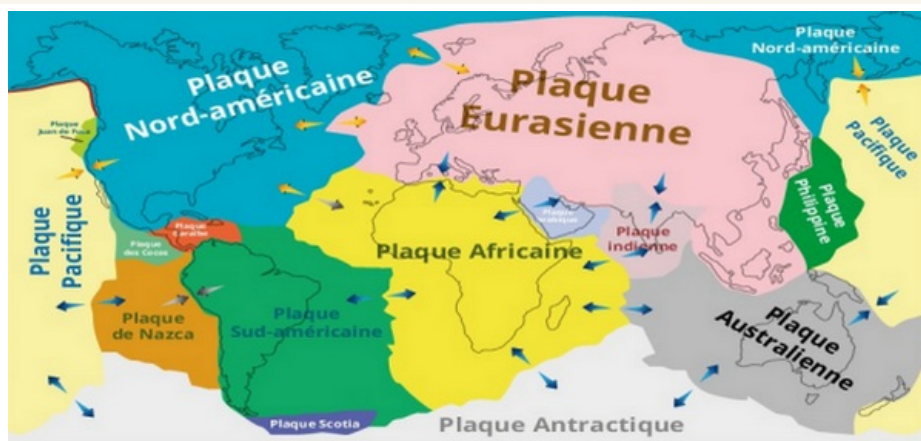 Plaque
Nord-américaine
Plaque
Nord-américaine
Plaque
Eurasienne
Plaque
Juan de Fuca
Plaque
Pacifique
Plaque
Pacifique
Plaque
Philippine
Plaque
Caraïbe
Plaque
des Cocos
Plaque
indienne
Plaque Africaine
Plaque
de Nazca
Plaque
Sud-américaine
Plaque
Australienne
Plaque Scotia
Plaque Antractique